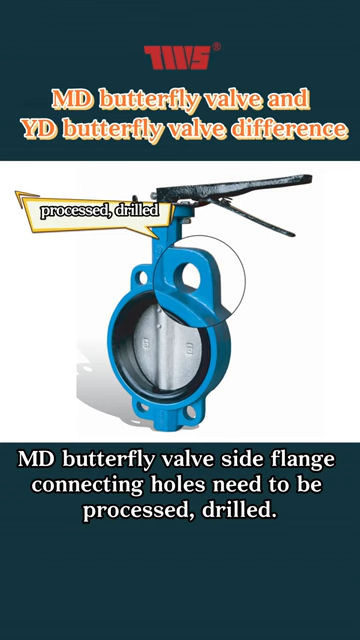 TWS®
MD butterfly valve and
YD butterfly valve difference
processed, drilled
MD butterfly valve side flange
connecting holes need to be
processed, drilled.